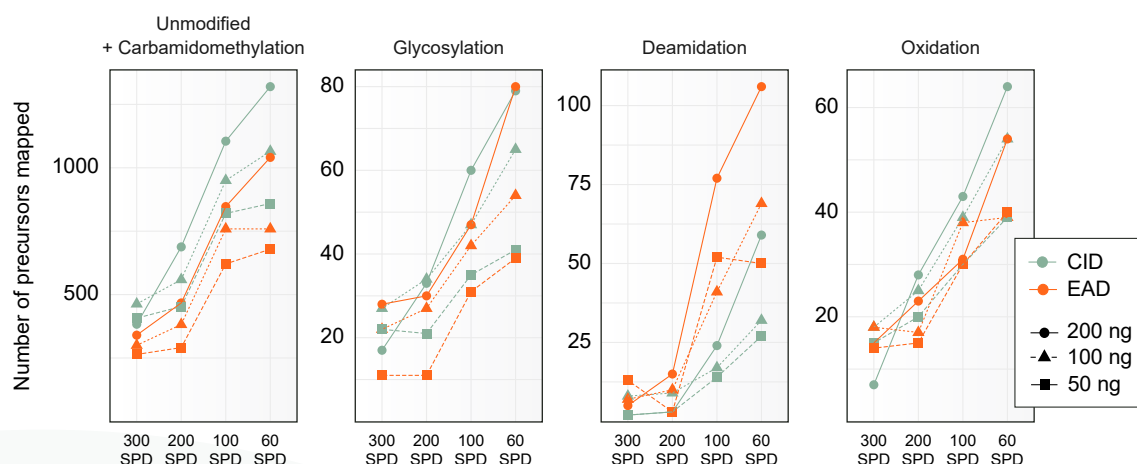 Unmodified
+ Carbamidomethylation
Glycosylation
Deamidation
Oxidation
Number of precursors mapped
1000
500
80
60
40
20
100
75
50
25
60
40
20
300
SPD
200
SPD
100
SPD
60
SPD
300
SPD
200
SPD
100
SPD
60
SPD
300
SPD
200
SPD
100
SPD
60
SPD
300
SPD
200
SPD
100
SPD
60
SPD
CID
EAD
200 ng
100 ng
50 ng